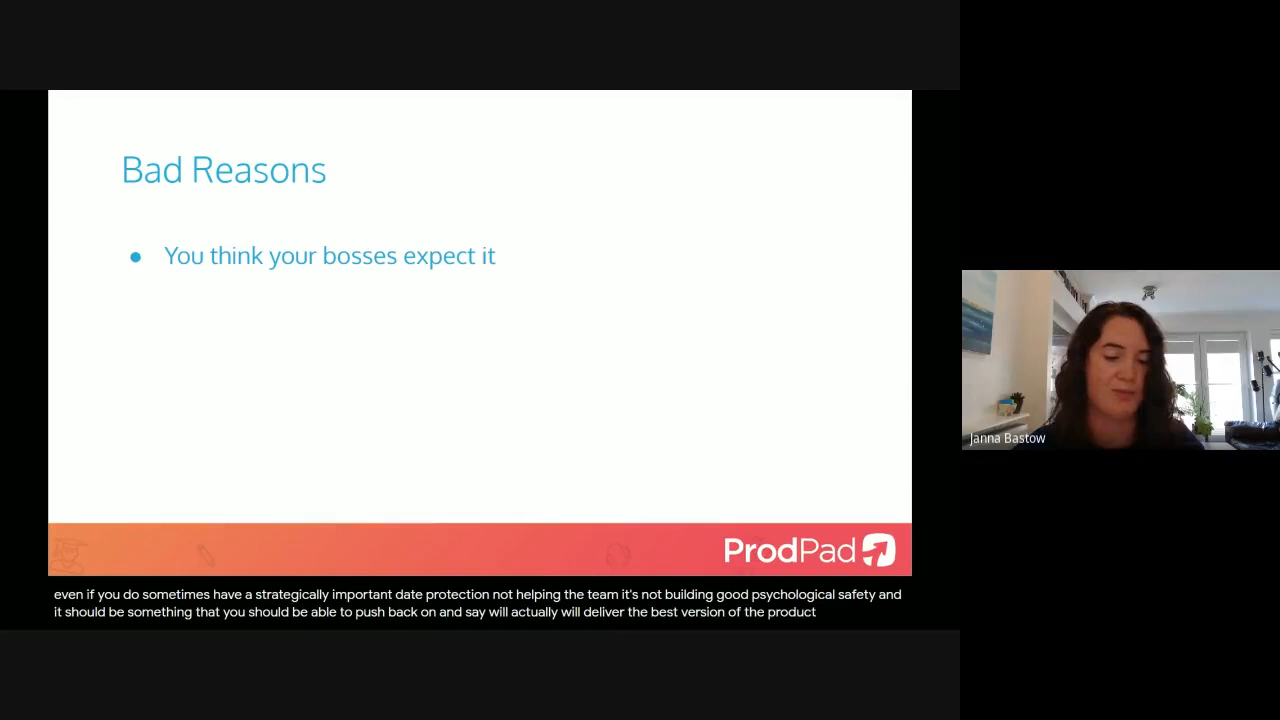 Bad Reasons
● You think your bosses expect it
ProdPad
Janna Bastow
even if you do sometimes have a strategically important date protection not helping the team it's not building good psychological safety and
it should be something that you should be able to push back on and say will actually will deliver the best version of the product